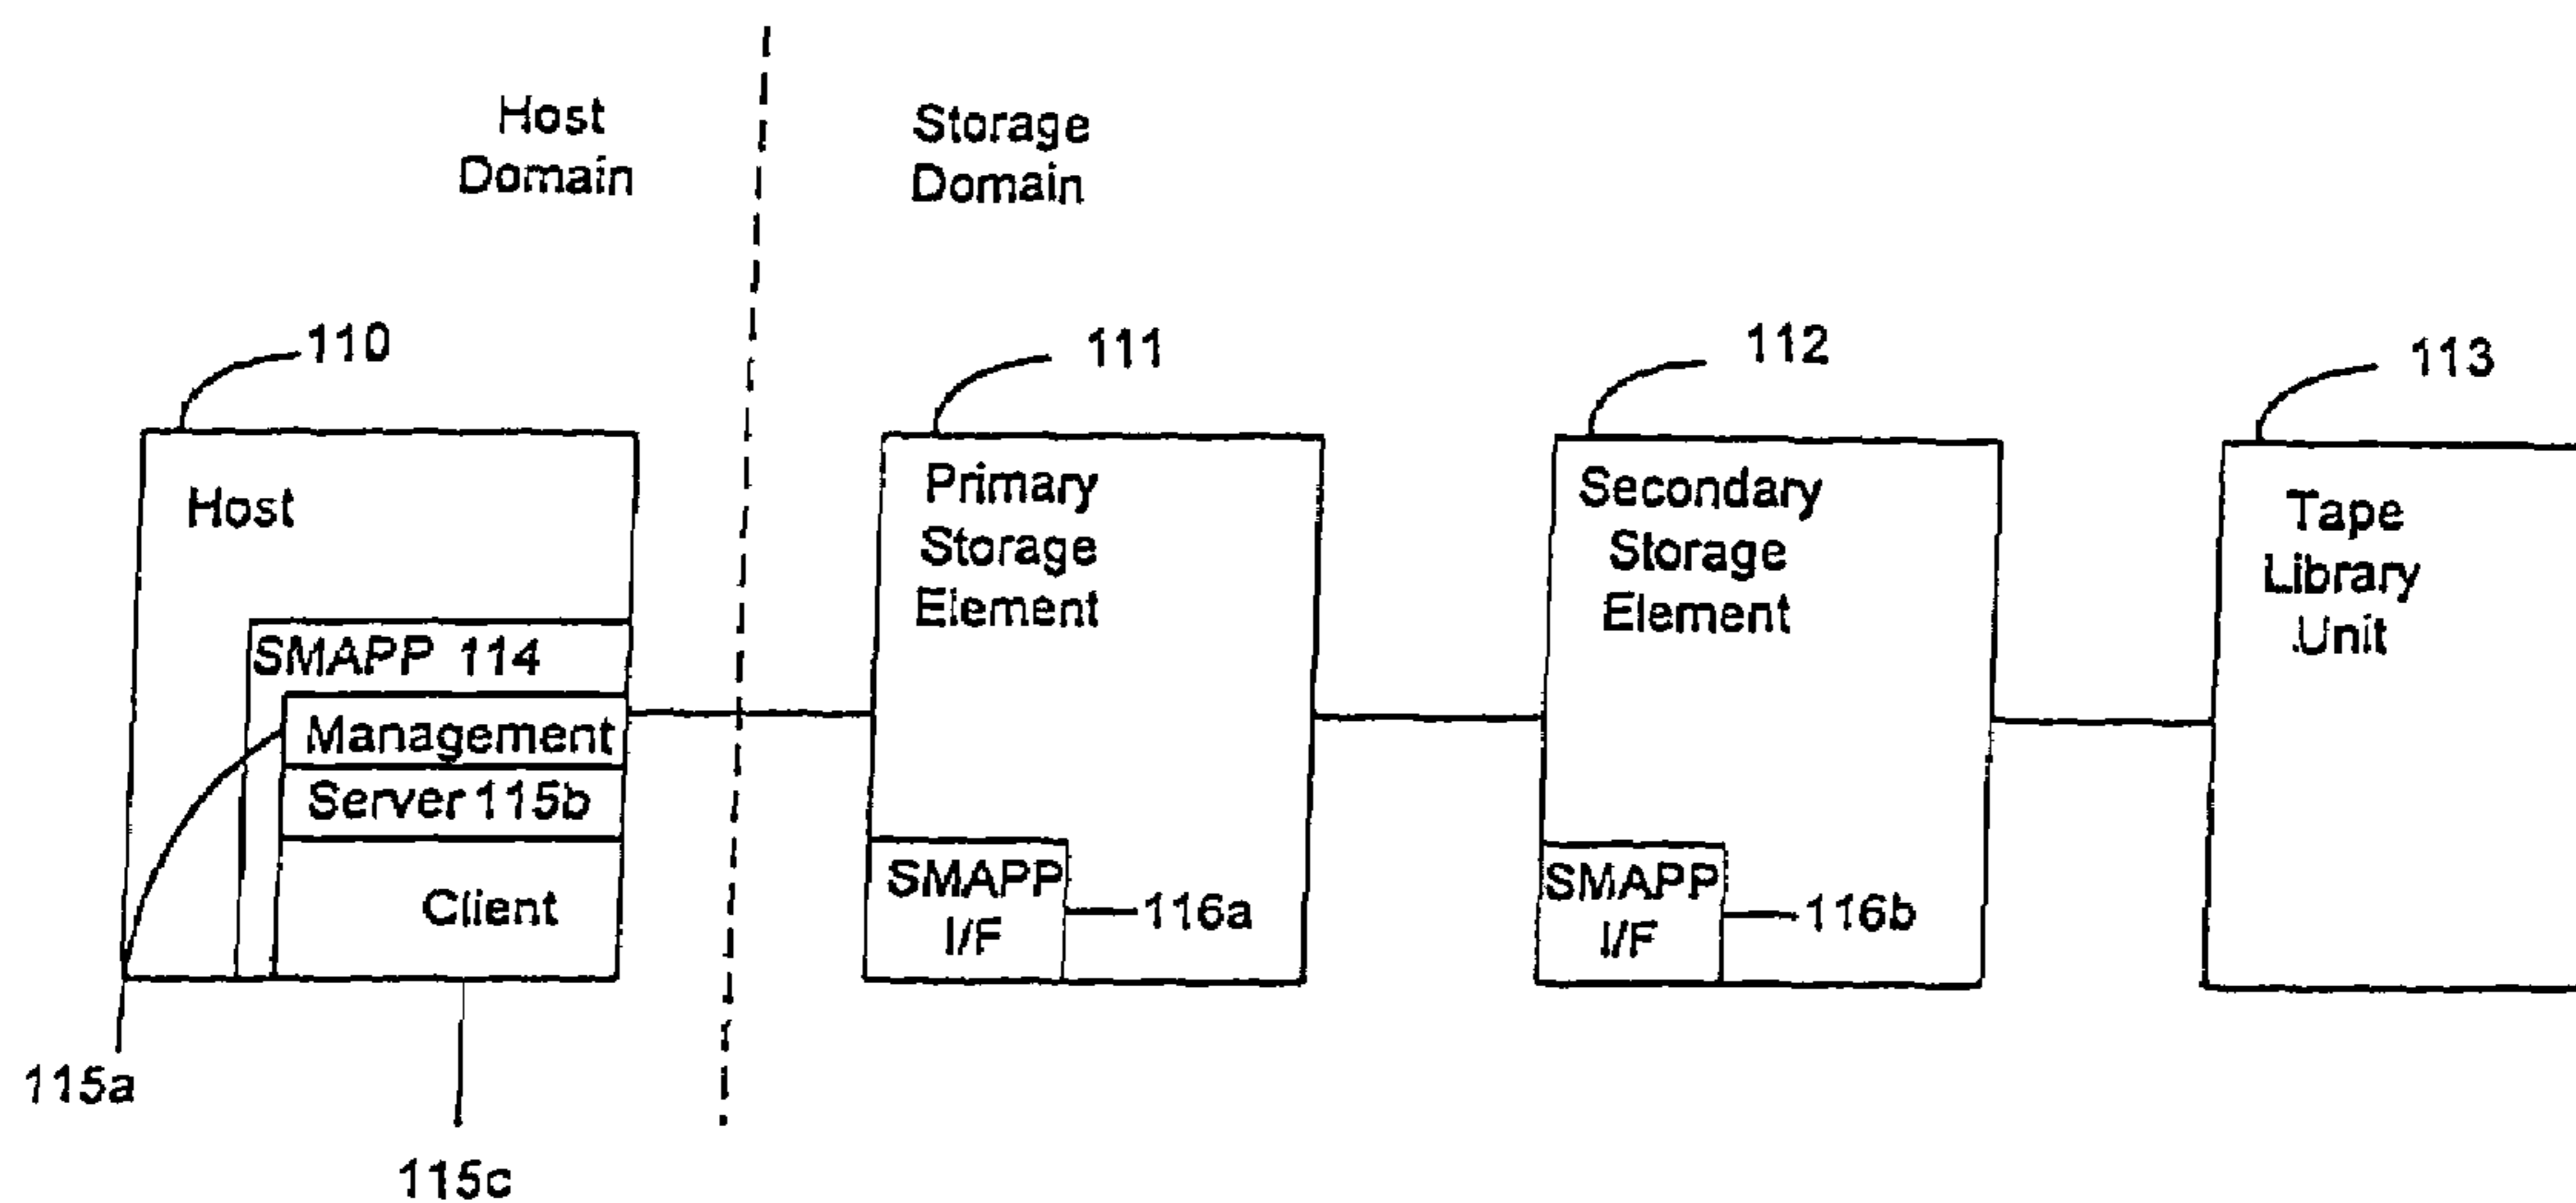 Host
Domain
Storage
Domain
110
111
112
113
Host
Primary
Storage
Element
Secondary
Storage
Element
Tape
Library
Unit
SMAPP 114
Management
Server 115b
Client
SMAPP
I/F
116a
SMAPP
I/F
116b
115a
115c